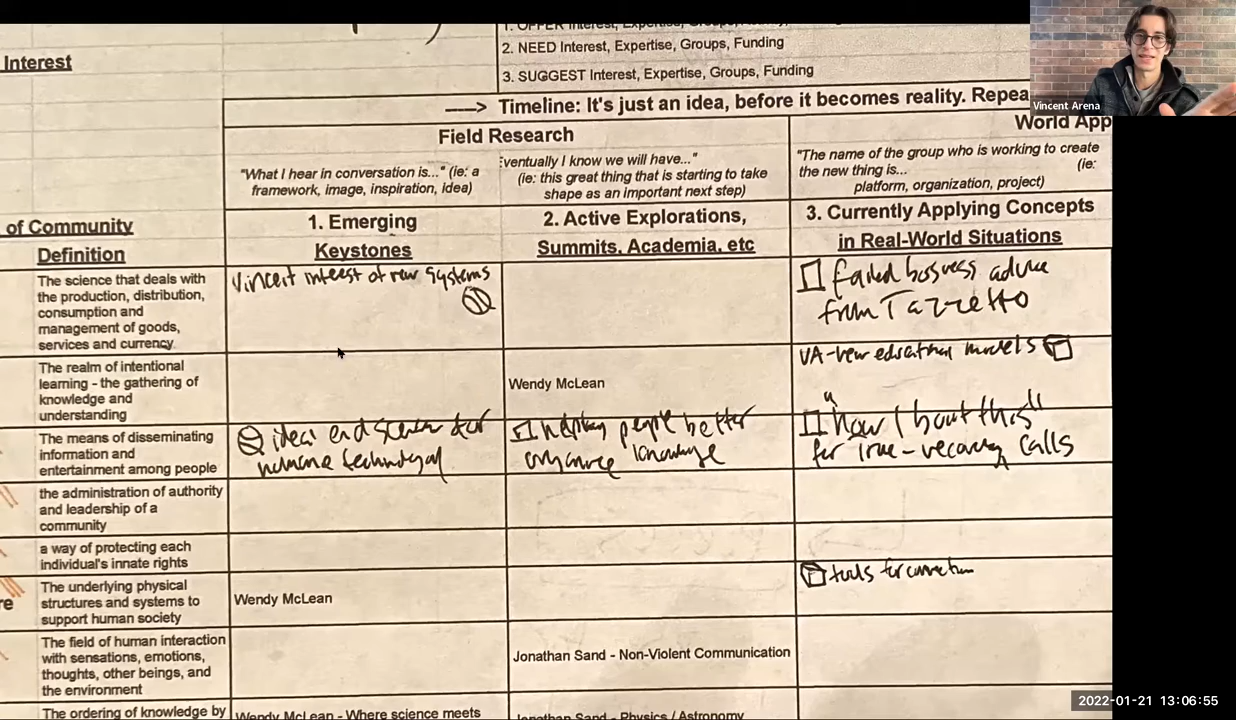 1. OFFER Interest, Expertise, Groups,
Interest
2. NEED Interest, Expertise, Groups, Funding
3. SUGGEST Interest, Expertise, Groups, Funding
Vincent Arena
----> Timeline: It's just an idea, before it becomes reality. Repea
Field Research
World App
"What I hear in conversation is..." (ie: a
framework, image, inspiration, idea)
Eventually I know we will have..."
(ie: this great thing that is starting to take
shape as an important next step)
"The name of the group who is working to create
the new thing is... (ie:
platform, organization, project)
of Community
Definition
1. Emerging
Keystones
2. Active Explorations,
Summits, Academia, etc
3. Currently Applying Concepts
in Real-World Situations
The science that deals with
the production, distribution,
consumption and
management of goods,
services and currency.
Vincent interest of new systems
failed business advice
from Tazzetto
The realm of intentional
learning - the gathering of
knowledge and
understanding
Wendy McLean
VA-new education models
The means of disseminating
information and
entertainment among people
humane technology
helping people better
organize knowledge
"how I bout this"
for calls
the administration of authority
and leadership of a
community
a way of protecting each
individual's innate rights
The underlying physical
structures and systems to
support human society
re
Wendy McLean
tools for connection
The field of human interaction
with sensations, emotions,
thoughts, other beings, and
the environment
Jonathan Sand - Non-Violent Communication
The ordering of knowledge by
Wendy McLean - Where science meets
Jonathan Sand - Physics / Astronomy
2022-01-21 13:06:55